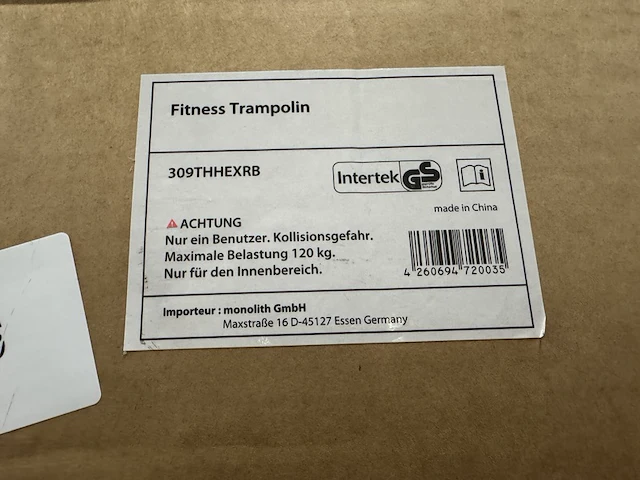 Fitness Trampolin
309THHEXRB
Intertek GS
made in China
ACHTUNG
Nur ein Benutzer. Kollisionsgefahr.
Maximale Belastung 120 kg.
Nur für den Innenbereich.
4 260694 720035
Importeur : monolith GmbH
Maxstraße 16 D-45127 Essen Germany